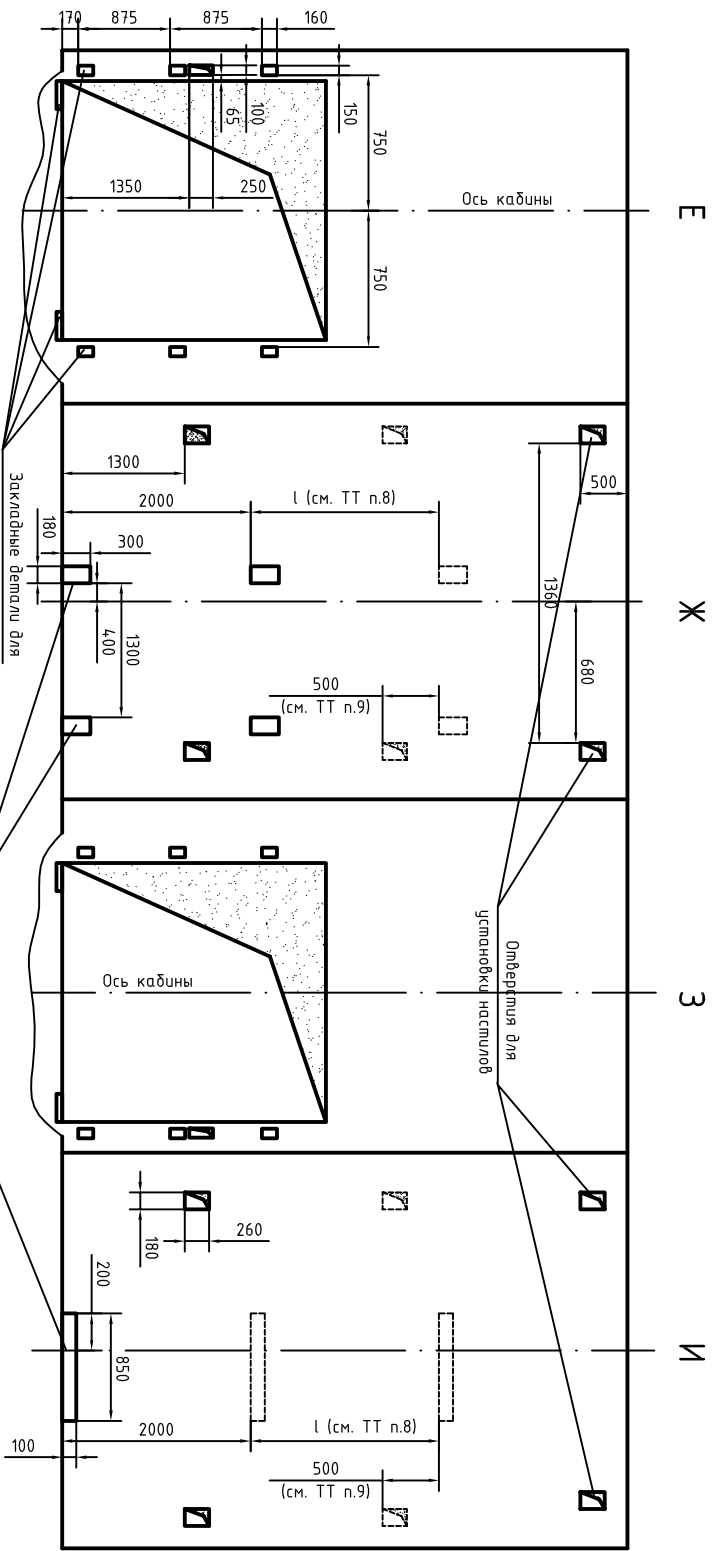 170
875
875
160
150
100
65
750
750
1350
250
Ось кабины
Е
Закладные детали для
1300
2000
l (см. ТТ п.8)
500
180
300
400
1300
1360
680
500
(см. ТТ п.9)
Ж
Ось кабины
Отверстия для
установки настилов
З
260
180
200
850
100
2000
l (см. ТТ п.8)
500
(см. ТТ п.9)
И